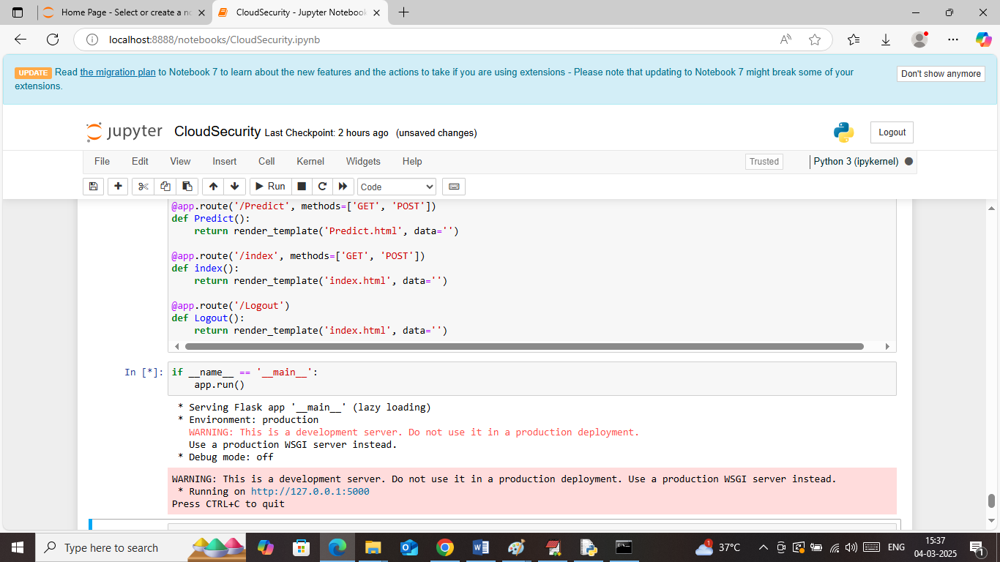 Home Page - Select or create a no
CloudSecurity - Jupyter Notebook
localhost:8888/notebooks/CloudSecurity.ipynb
UPDATE Read the migration plan to Notebook 7 to learn about the new features and the actions to take if you are using extensions - Please note that updating to Notebook 7 might break some of your
extensions.
Don't show anymore
jupyter CloudSecurity Last Checkpoint: 2 hours ago (unsaved changes)
Logout
File Edit View Insert Cell Kernel Widgets Help
Trusted
Python 3 (ipykernel)
Run
Code
@app.route('/Predict', methods=['GET', 'POST'])
def Predict():
    return render_template('Predict.html', data='')
@app.route('/index', methods=['GET', 'POST'])
def index():
    return render_template('index.html', data='')
@app.route('/Logout')
def Logout():
    return render_template('index.html', data='')
In [*]: if __name__ == '__main__':
    app.run()
* Serving Flask app '__main__' (lazy loading)
* Environment: production
WARNING: This is a development server. Do not use it in a production deployment.
Use a production WSGI server instead.
* Debug mode: off
WARNING: This is a development server. Do not use it in a production deployment. Use a production WSGI server instead.
* Running on http://127.0.0.1:5000
Press CTRL+C to quit
Type here to search
1
37°C
ENG
15:37
04-03-2025
1